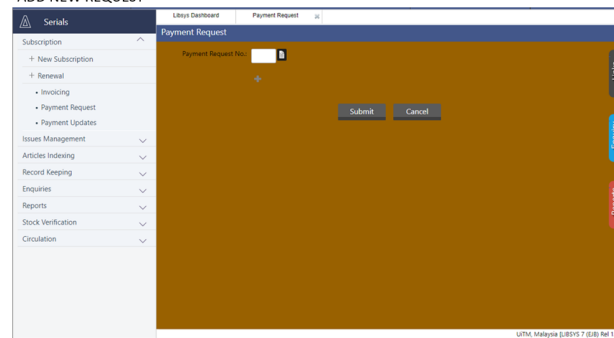 ADD NEW REQUEST
Serials
Libsys Dashboard
Payment Request
Payment Request
Subscription
+ New Subscription
+ Renewal
• Invoicing
• Payment Request
• Payment Updates
Issues Management
Articles Indexing
Record Keeping
Enquiries
Reports
Stock Verification
Circulation
Payment Request No.:
Submit
Cancel
UiTM, Malaysia [LIBSYS 7 (EJB) Rel 1